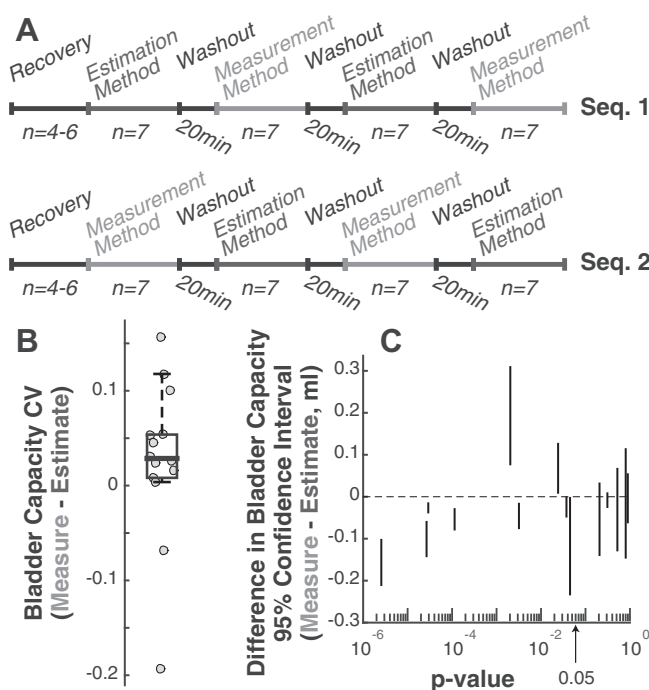 A
Recovery Estimation Method Washout Measurement Method Washout Estimation Method Washout Measurement Method
Seq. 1
n=4-6 n=7 20min n=7 20min n=7 20min n=7
Recovery Measurement Method Washout Estimation Method Washout Measurement Method Washout Estimation Method
Seq. 2
n=4-6 n=7 20min n=7 20min n=7 20min n=7
B
Bladder Capacity CV
(Measure - Estimate)
0.1
0
-0.1
-0.2
C
Difference in Bladder Capacity
95% Confidence Interval
(Measure - Estimate, ml)
0.3
0.2
0.1
0
-0.1
-0.2
-0.3
10-6 10-4 10-2 100
p-value
0.05